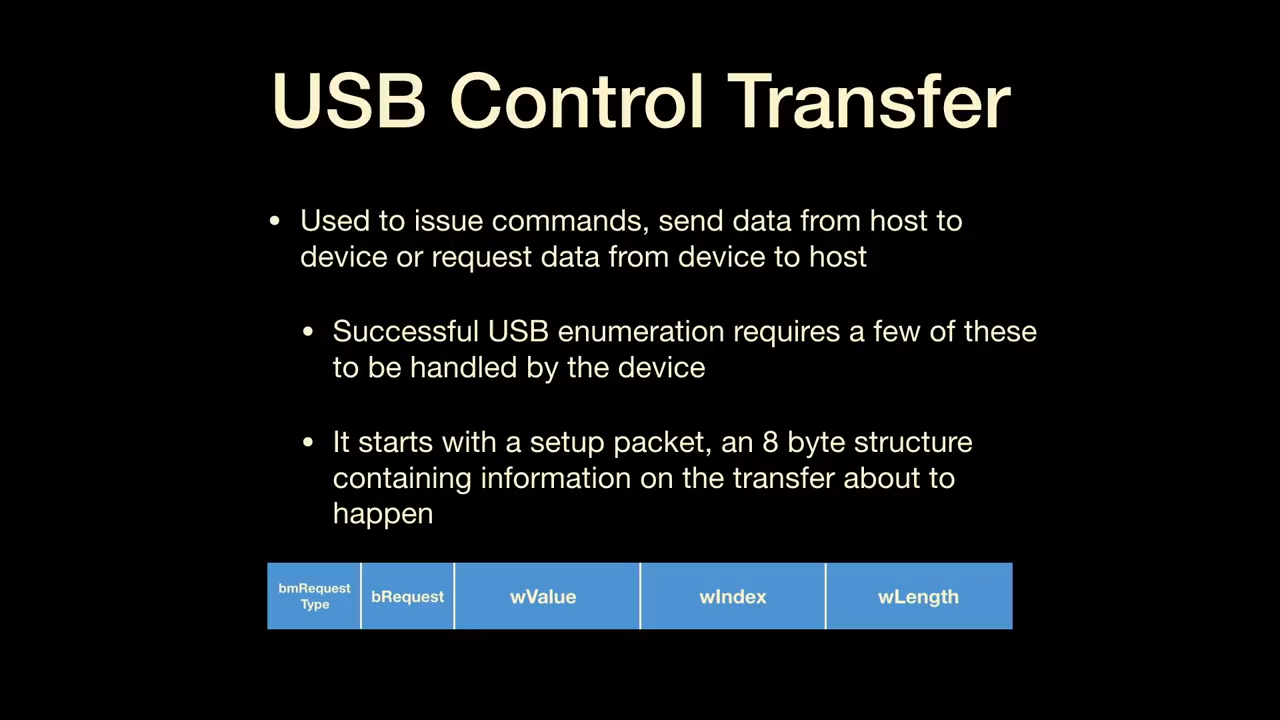 USB Control Transfer
• Used to issue commands, send data from host to
device or request data from device to host
• Successful USB enumeration requires a few of these
to be handled by the device
• It starts with a setup packet, an 8 byte structure
containing information on the transfer about to
happen
bmRequest
Type
bRequest
wValue
wIndex
wLength